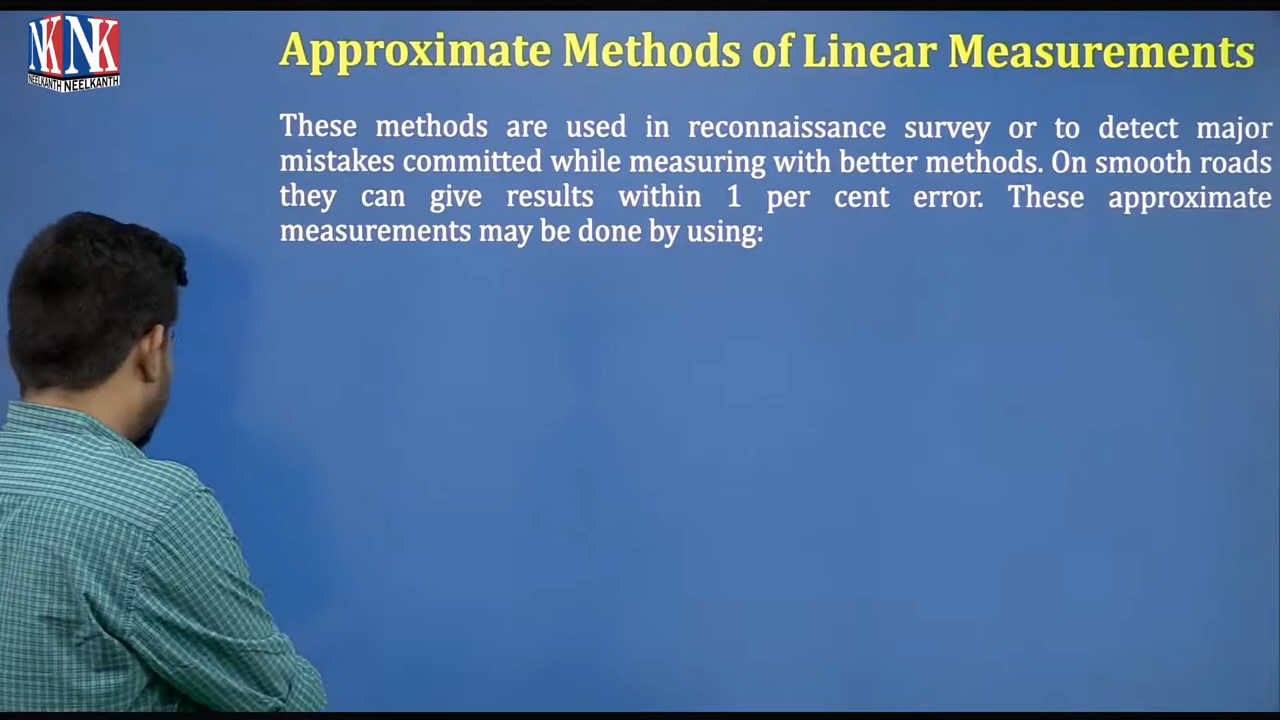 NK NK
NEELKANTH NEELKANTH
Approximate Methods of Linear Measurements
These methods are used in reconnaissance survey or to detect major
mistakes committed while measuring with better methods. On smooth roads
they can give results within 1 per cent error. These approximate
measurements may be done by using: